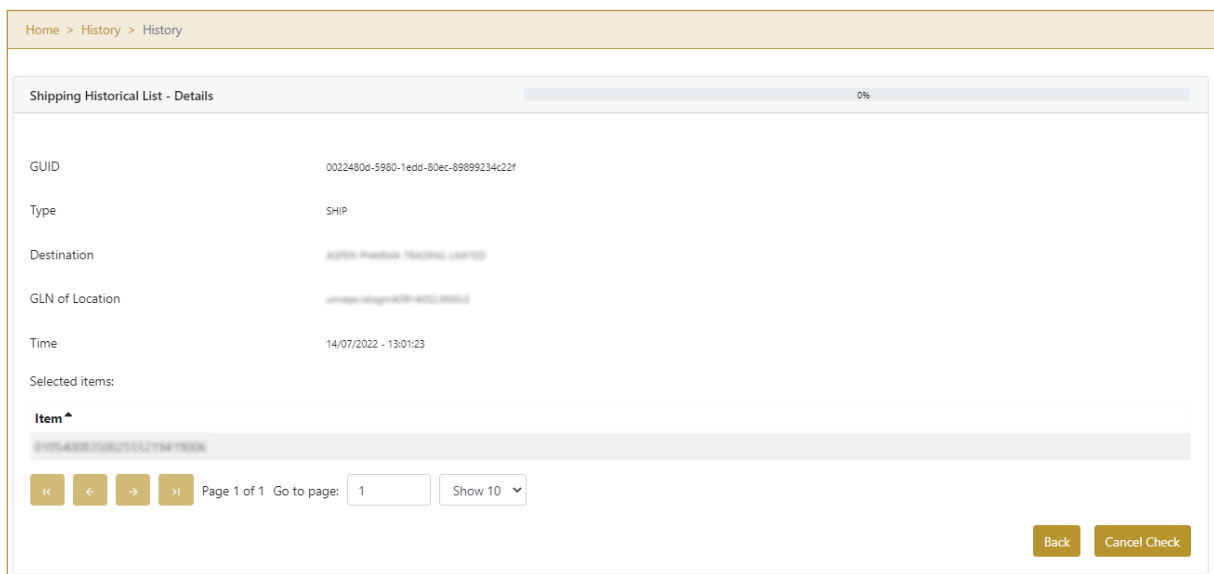 Home > History > History
Shipping Historical List - Details
0%
GUID 0022480d-5980-1edd-80ec-89899234c22f
Type SHIP
Destination
GLN of Location
Time 14/07/2022 - 13:01:23
Selected items:
Item
Page 1 of 1 Go to page: 1 Show 10
Back Cancel Check